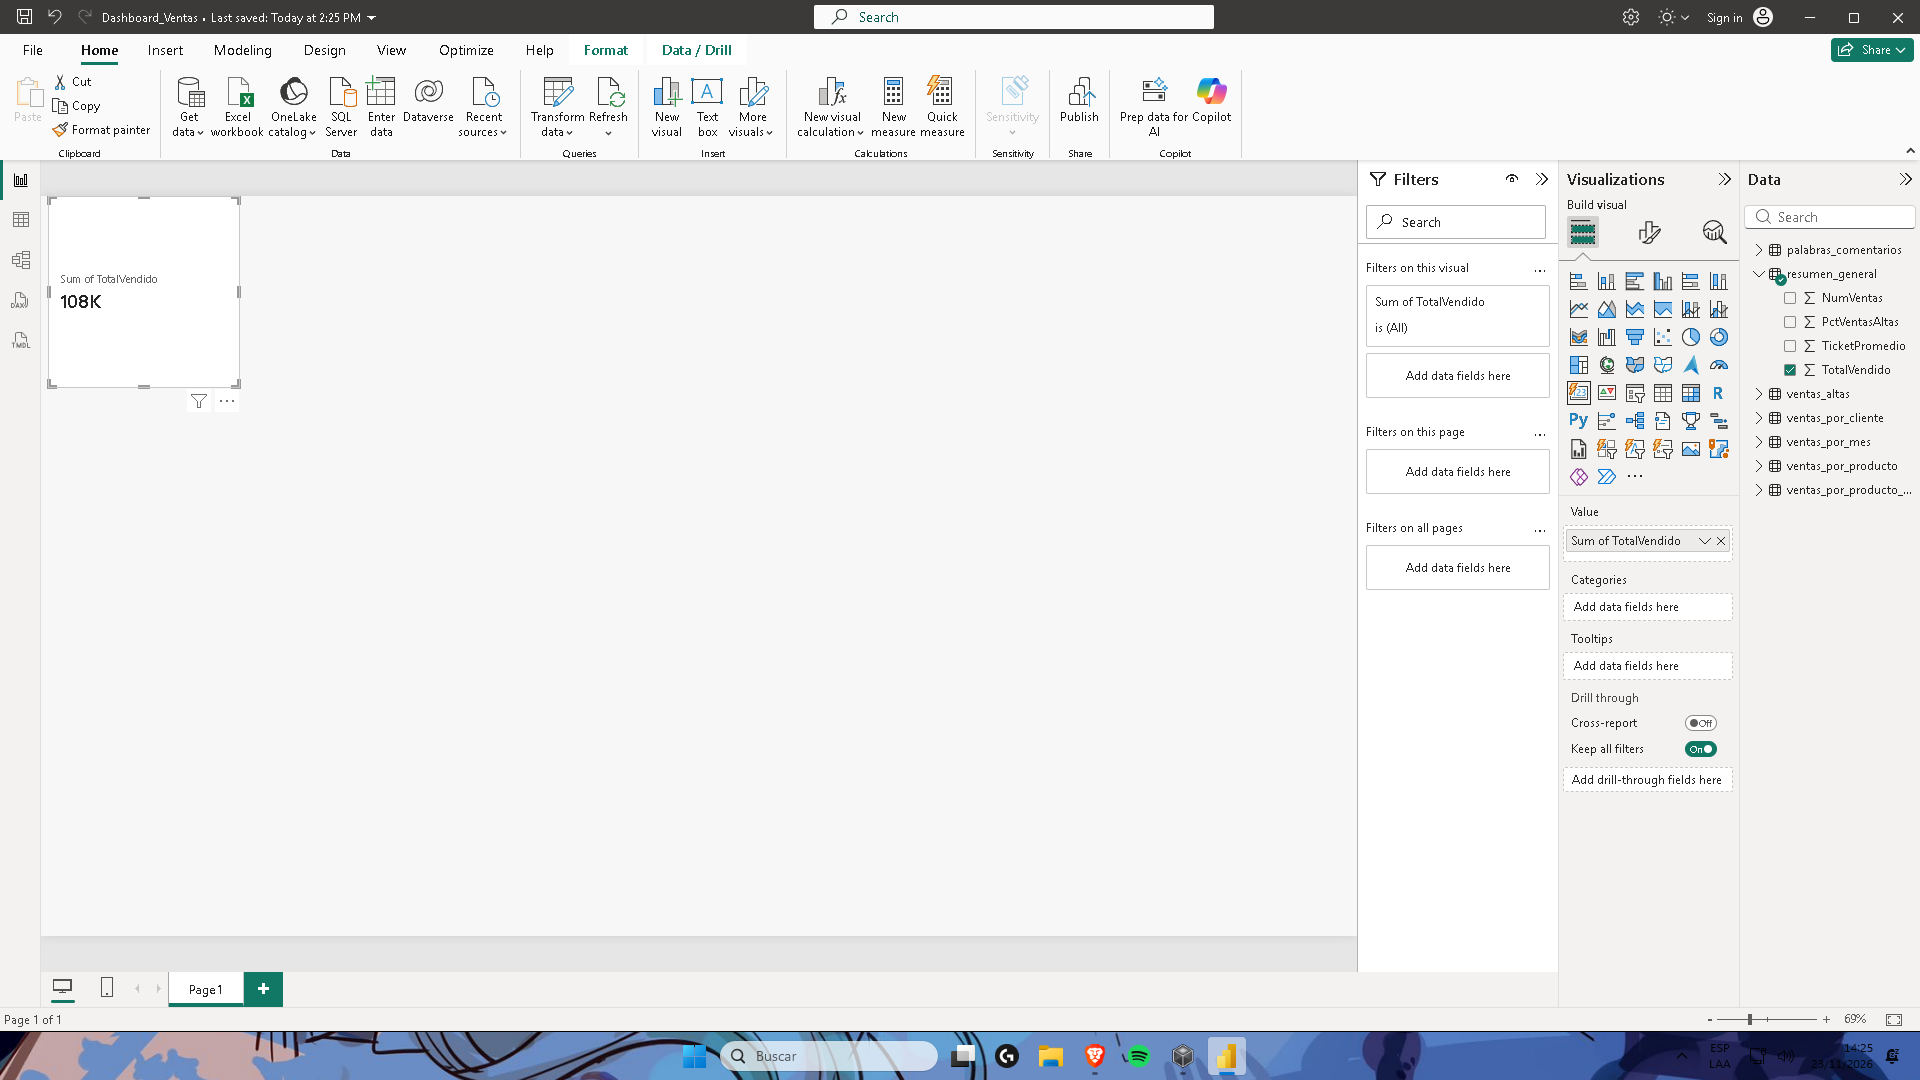 Dashboard_Ventas • Last saved: Today at 2:25 PM
Search
Sign in
File
Home
Insert
Modeling
Design
View
Optimize
Help
Format
Data / Drill
Share
Paste
Cut
Copy
Format painter
Clipboard
Get data
Excel workbook
OneLake catalog
SQL Server
Enter data
Dataverse
Recent sources
Data
Transform data
Refresh
Queries
New visual
Text box
More visuals
Insert
New visual calculation
New measure
Quick measure
Calculations
Sensitivity
Sensitivity
Publish
Share
Prep data for AI
Copilot
Copilot
DAX
TMDL
Sum of TotalVendido
108K
Filters
Search
Filters on this visual
...
Sum of TotalVendido
is (All)
Add data fields here
Filters on this page
...
Add data fields here
Filters on all pages
...
Add data fields here
Visualizations
Build visual
123
R
Py
...
Value
Sum of TotalVendido
Categories
Add data fields here
Tooltips
Add data fields here
Drill through
Cross-report
Off
Keep all filters
On
Add drill-through fields here
Data
Search
palabras_comentarios
resumen_general
NumVentas
PctVentasAltas
TicketPromedio
TotalVendido
ventas_altas
ventas_por_cliente
ventas_por_mes
ventas_por_producto
ventas_por_producto_...
Page 1
Page 1 of 1
- + 69%
Buscar
ESP
LAA
14:25
23/11/2026